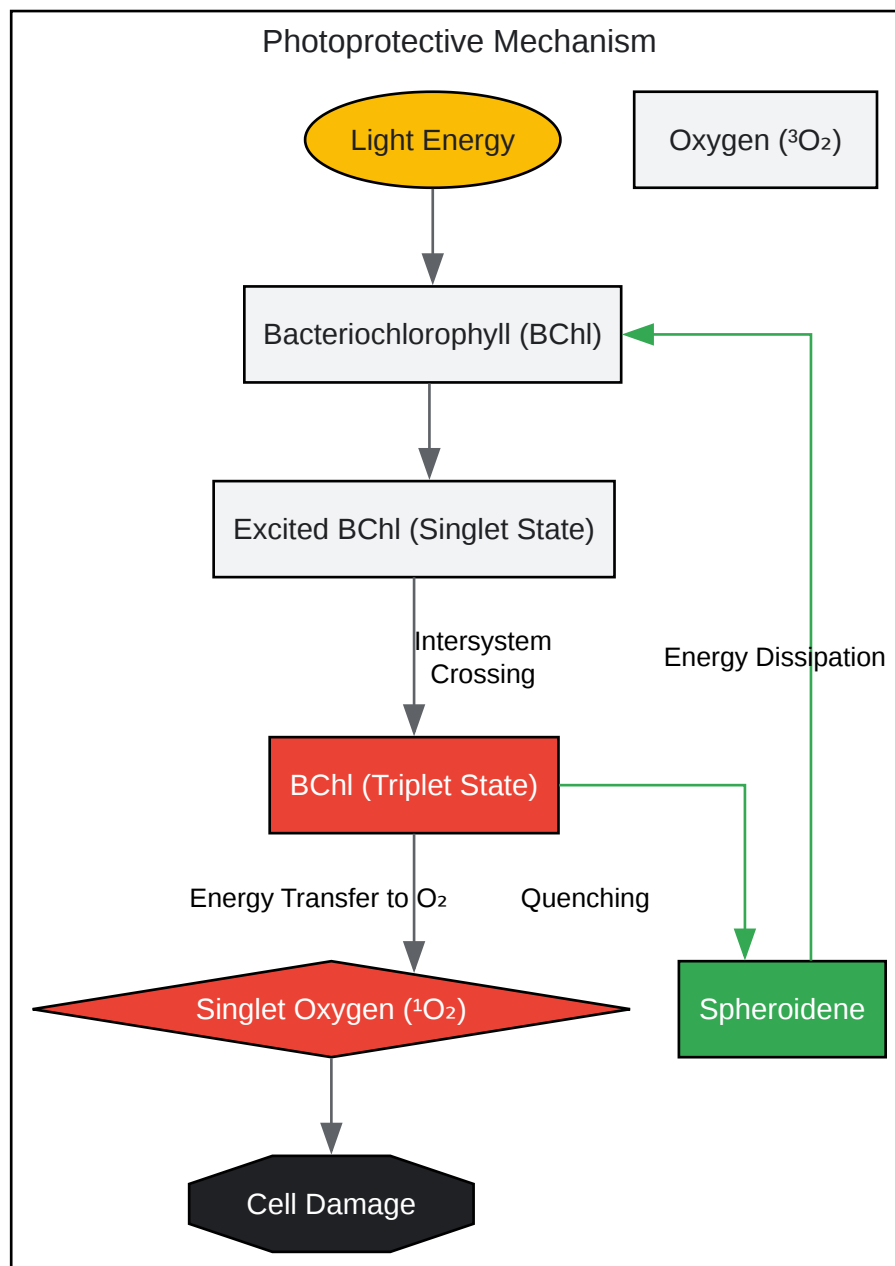 Photoprotective Mechanism
Light Energy
Oxygen (³O₂)
Bacteriochlorophyll (BChl)
Excited BChl (Singlet State)
Intersystem
Crossing
Energy Dissipation
BChl (Triplet State)
Energy Transfer to O₂
Quenching
Singlet Oxygen (¹O₂)
Spheroidene
Cell Damage